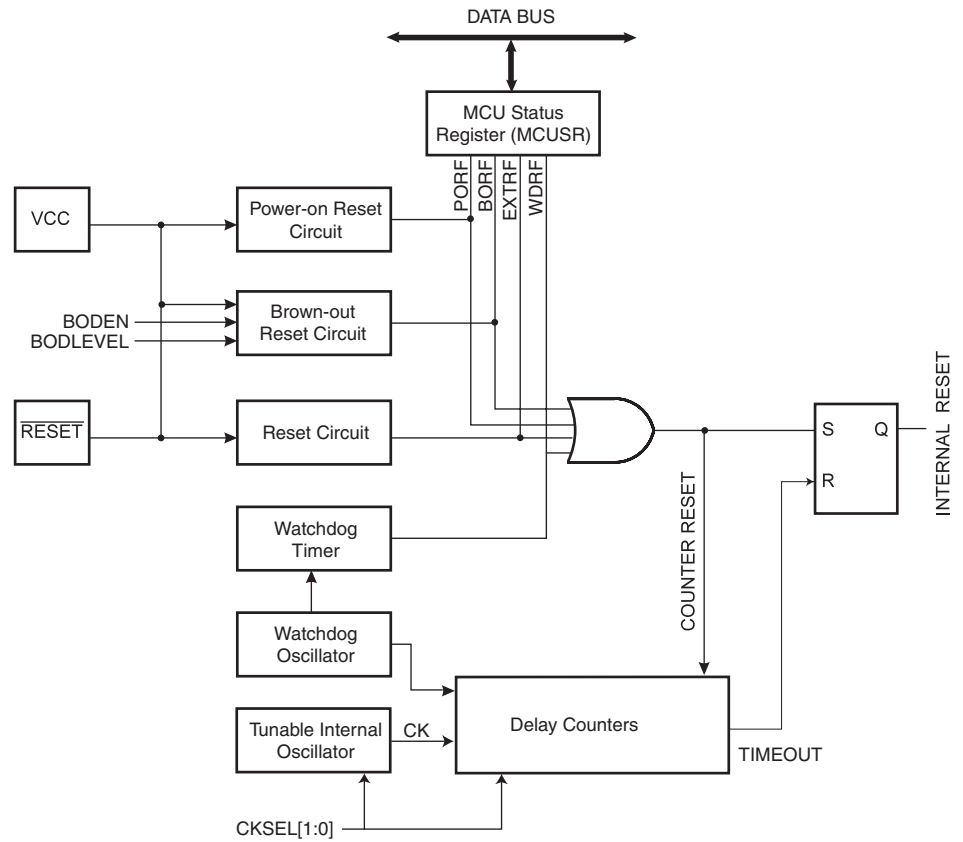 DATA BUS
MCU Status
Register (MCUSR)
PORF
BORF
EXTRF
WDRF
VCC
Power-on Reset
Circuit
BODEN
BODLEVEL
Brown-out
Reset Circuit
RESET
Reset Circuit
S
Q
R
INTERNAL RESET
Watchdog
Timer
COUNTER RESET
Watchdog
Oscillator
Tunable Internal
Oscillator
CK
Delay Counters
TIMEOUT
CKSEL[1:0]